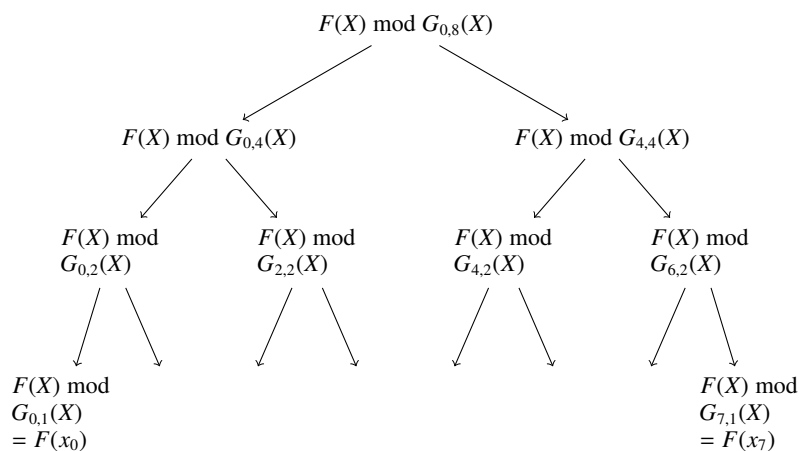 F(X) mod G₀,₈(X)
F(X) mod G₀,₄(X)
F(X) mod G₄,₄(X)
F(X) mod
G₀,₂(X)
F(X) mod
G₂,₂(X)
F(X) mod
G₄,₂(X)
F(X) mod
G₆,₂(X)
F(X) mod
G₀,₁(X)
= F(x₀)
F(X) mod
G₇,₁(X)
= F(x₇)